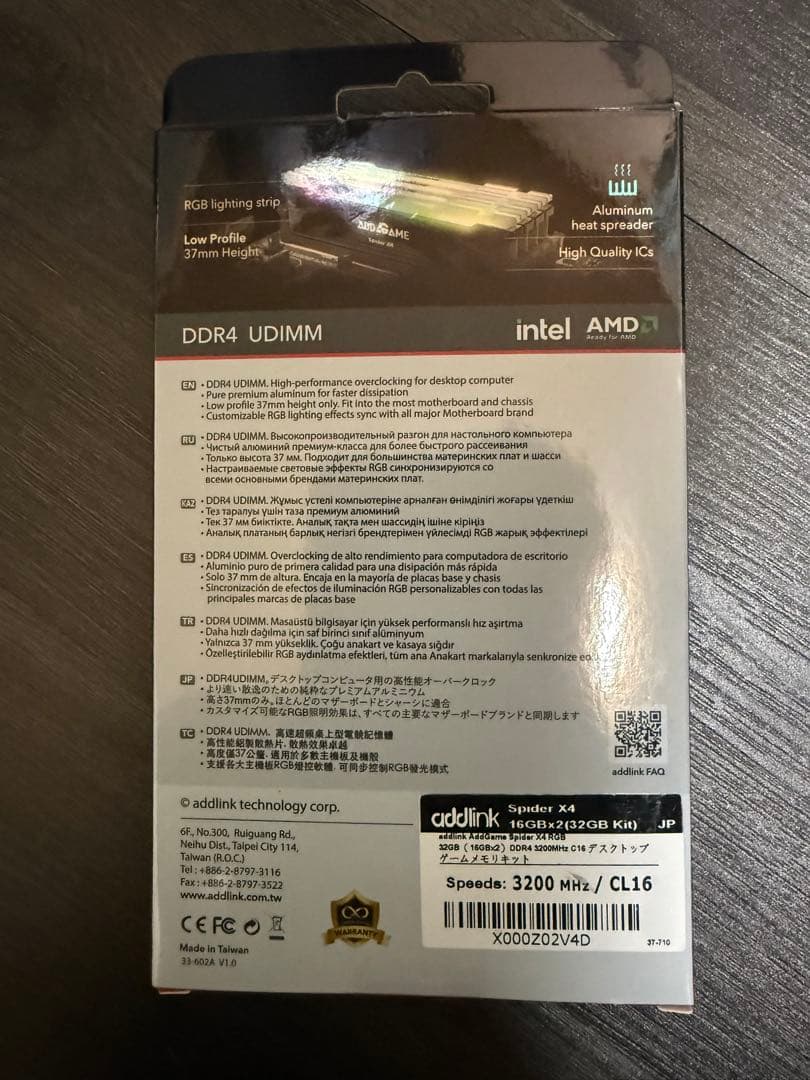 RGB lighting strip
Low Profile
37mm Height
ADDGAME
Spider X4
Aluminum
heat spreader
High Quality ICs
DDR4 UDIMM
intel AMD
Ready for AMD
EN • DDR4 UDIMM. High-performance overclocking for desktop computer
• Pure premium aluminum for faster dissipation
• Low profile 37mm height only. Fit into the most motherboard and chassis
• Customizable RGB lighting effects sync with all major Motherboard brand
RU • DDR4 UDIMM. Высокопроизводительный разгон для настольного компьютера
• Чистый алюминий премиум-класса для более быстрого рассеивания
• Только высота 37 мм. Подходит для большинства материнских плат и шасси
• Настраиваемые световые эффекты RGB синхронизируются со
всеми основными брендами материнских плат.
KAZ • DDR4 UDIMM. Жұмыс үстелі компьютеріне арналған өнімділігі жоғары үдеткіш
• Тез таралуы үшін таза премиум алюминий
• Тек 37 мм биіктікте. Аналық тақта мен шассидің ішіне кіріңіз
• Аналық платаның барлық негізгі брендтерімен үйлесімді RGB жарық эффектілері
ES • DDR4 UDIMM. Overclocking de alto rendimiento para computadora de escritorio
• Aluminio puro de primera calidad para una disipación más rápida
• Solo 37 mm de altura. Encaja en la mayoría de placas base y chasis
• Sincronización de efectos de iluminación RGB personalizables con todas las
principales marcas de placas base
TR • DDR4 UDIMM. Masaüstü bilgisayar için yüksek performanslı hız aşırtma
• Daha hızlı dağılma için saf birinci sınıf alüminyum
• Yalnızca 37 mm yükseklik. Çoğu anakart ve kasaya sığdır
• Özelleştirilebilir RGB aydınlatma efektleri, tüm ana Anakart markalarıyla senkronize
JP • DDR4UDIMM。デスクトップコンピュータ用の高性能オーバークロック
• より速い散逸のための純粋なプレミアムアルミニウム
• 高さ37mmのみ。ほとんどのマザーボードとシャーシに適合
• カスタマイズ可能なRGB照明効果は、すべての主要なマザーボードブランドと同期します
TC • DDR4 UDIMM. 高速超頻桌上型電競記憶體
• 高性能鋁製散熱片, 散熱效果卓越
• 高度僅37公釐, 適用於多數主機板及機殼
• 支援各大主機板RGB燈控軟體, 可同步控制RGB發光模式
addlink FAQ
© addlink technology corp.
6F., No.300, Ruiguang Rd.,
Neihu Dist., Taipei City 114,
Taiwan (R.O.C.)
Tel : +886-2-8797-3116
Fax : +886-2-8797-3522
www.addlink.com.tw
CE FC
Made in Taiwan
33-602A V1.0
WARRANTY
addlink Spider X4
16GBx2(32GB Kit) JP
addlink AddGame Spider X4 RGB
32GB (16GBx2) DDR4 3200MHz C16 デスクトップ
ゲームメモリキット
Speeds: 3200 MHz / CL16
X000Z02V4D
37-710